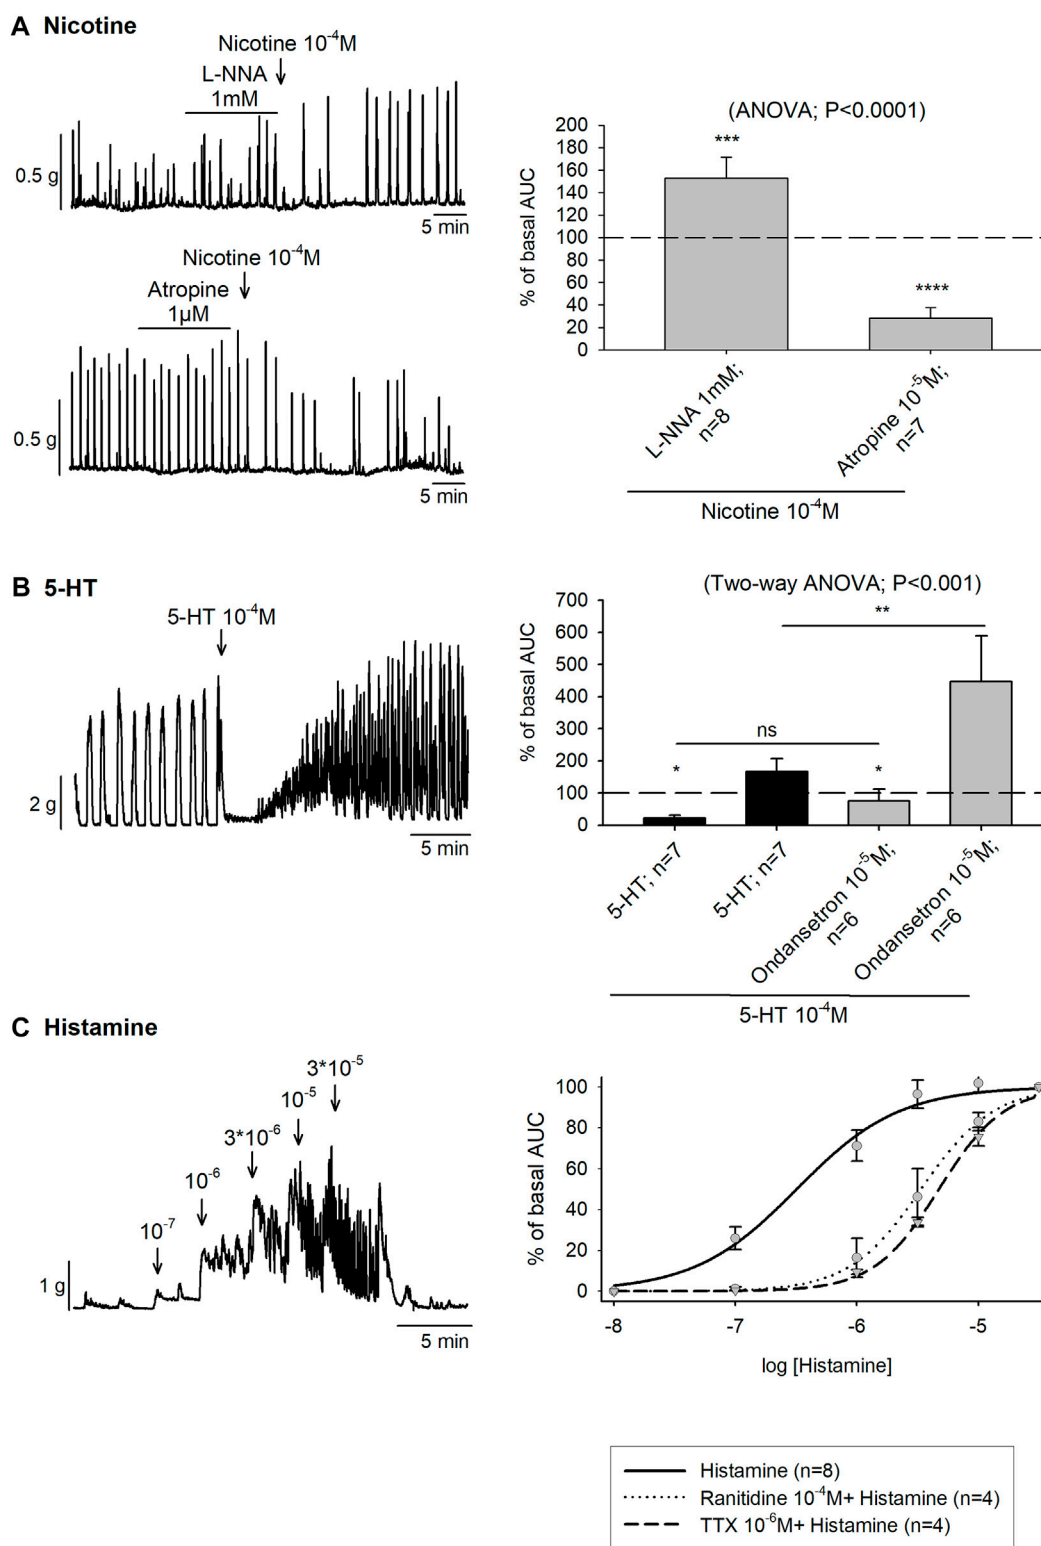 A Nicotine
Nicotine 10⁻⁴M
L-NNA
1mM
0.5 g
5 min
Nicotine 10⁻⁴M
Atropine
1µM
0.5 g
5 min
(ANOVA; P<0.0001)
% of basal AUC
200
180
160
140
120
100
80
60
40
20
0
***
****
L-NNA 1mM;
n=8
Atropine 10⁻⁵M;
n=7
Nicotine 10⁻⁴M
B 5-HT
5-HT 10⁻⁴M
2 g
5 min
(Two-way ANOVA; P<0.001)
% of basal AUC
700
600
500
400
300
200
100
0
**
ns
*
*
5-HT; n=7
5-HT; n=7
Ondansetron 10⁻⁵M;
n=6
Ondansetron 10⁻⁵M;
n=6
5-HT 10⁻⁴M
C Histamine
3*10⁻⁵
10⁻⁵
3*10⁻⁶
10⁻⁶
10⁻⁷
1 g
5 min
% of basal AUC
100
80
60
40
20
0
-8 -7 -6 -5
log [Histamine]
Histamine (n=8)
Ranitidine 10⁻⁴M+ Histamine (n=4)
TTX 10⁻⁶M+ Histamine (n=4)